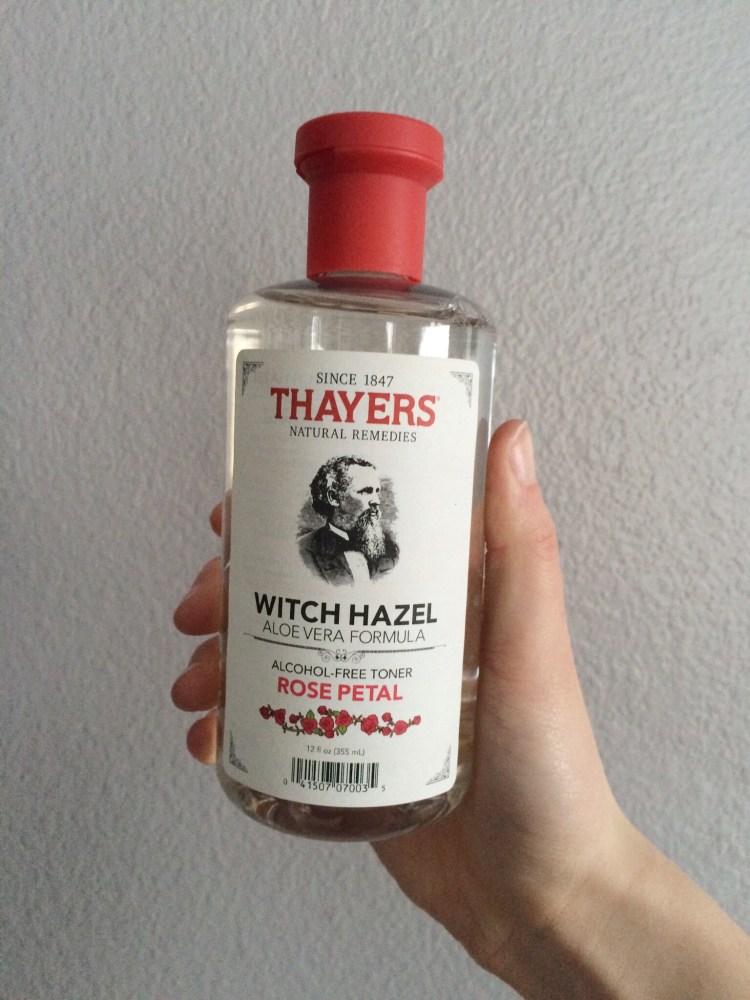 SINCE 1847
THAYERS®
NATURAL REMEDIES
WITCH HAZEL
ALOE VERA FORMULA
ALCOHOL-FREE TONER
ROSE PETAL
12 fl oz (355 mL)
0 41507 07003 5